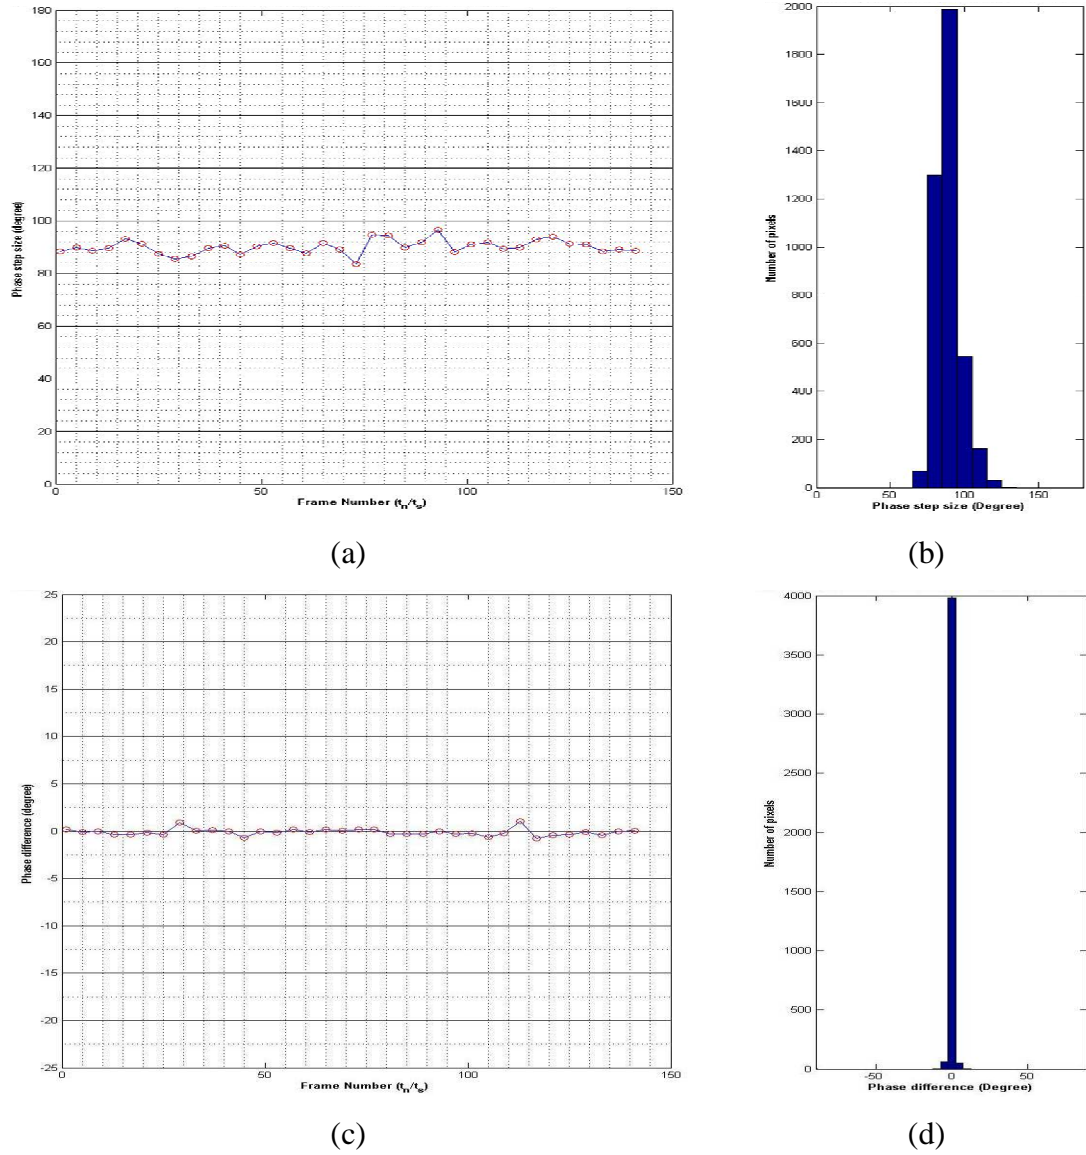 180
160
140
120
100
80
60
40
20
0
Phase step size (degree)
0 50 100 150
Frame Number (tn/ts)
(a)
2000
1800
1600
1400
1200
1000
800
600
400
200
0
Number of pixels
0 50 100 150
Phase step size (Degree)
(b)
25
20
15
10
5
0
-5
-10
-15
-20
-25
Phase difference (degree)
0 50 100 150
Frame Number (tn/ts)
(c)
4000
3500
3000
2500
2000
1500
1000
500
0
Number of pixels
-50 0 50
Phase difference (Degree)
(d)